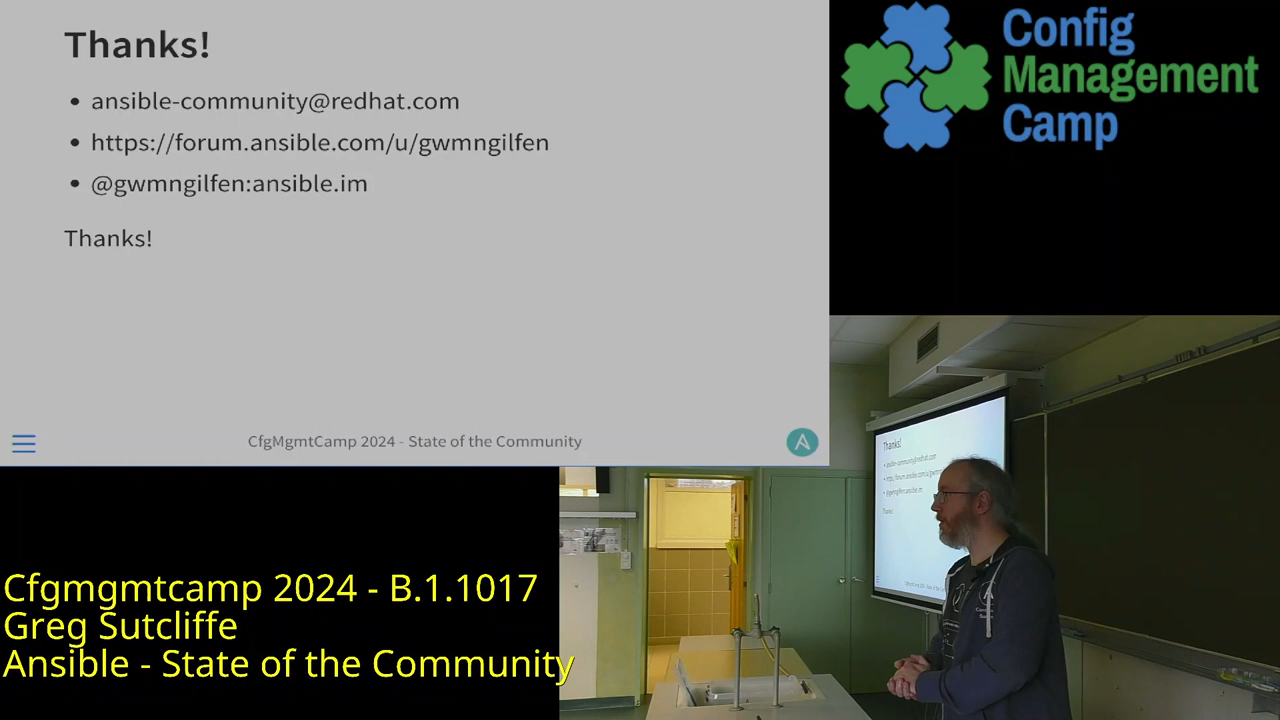 Thanks!
• ansible-community@redhat.com
• https://forum.ansible.com/u/gwmngilfen
• @gwmngilfen:ansible.im
Thanks!
CfgMgmtCamp 2024 - State of the Community
Config
Management
Camp
Thanks!
Cfgmgmtcamp 2024 - B.1.1017
Greg Sutcliffe
Ansible - State of the Community